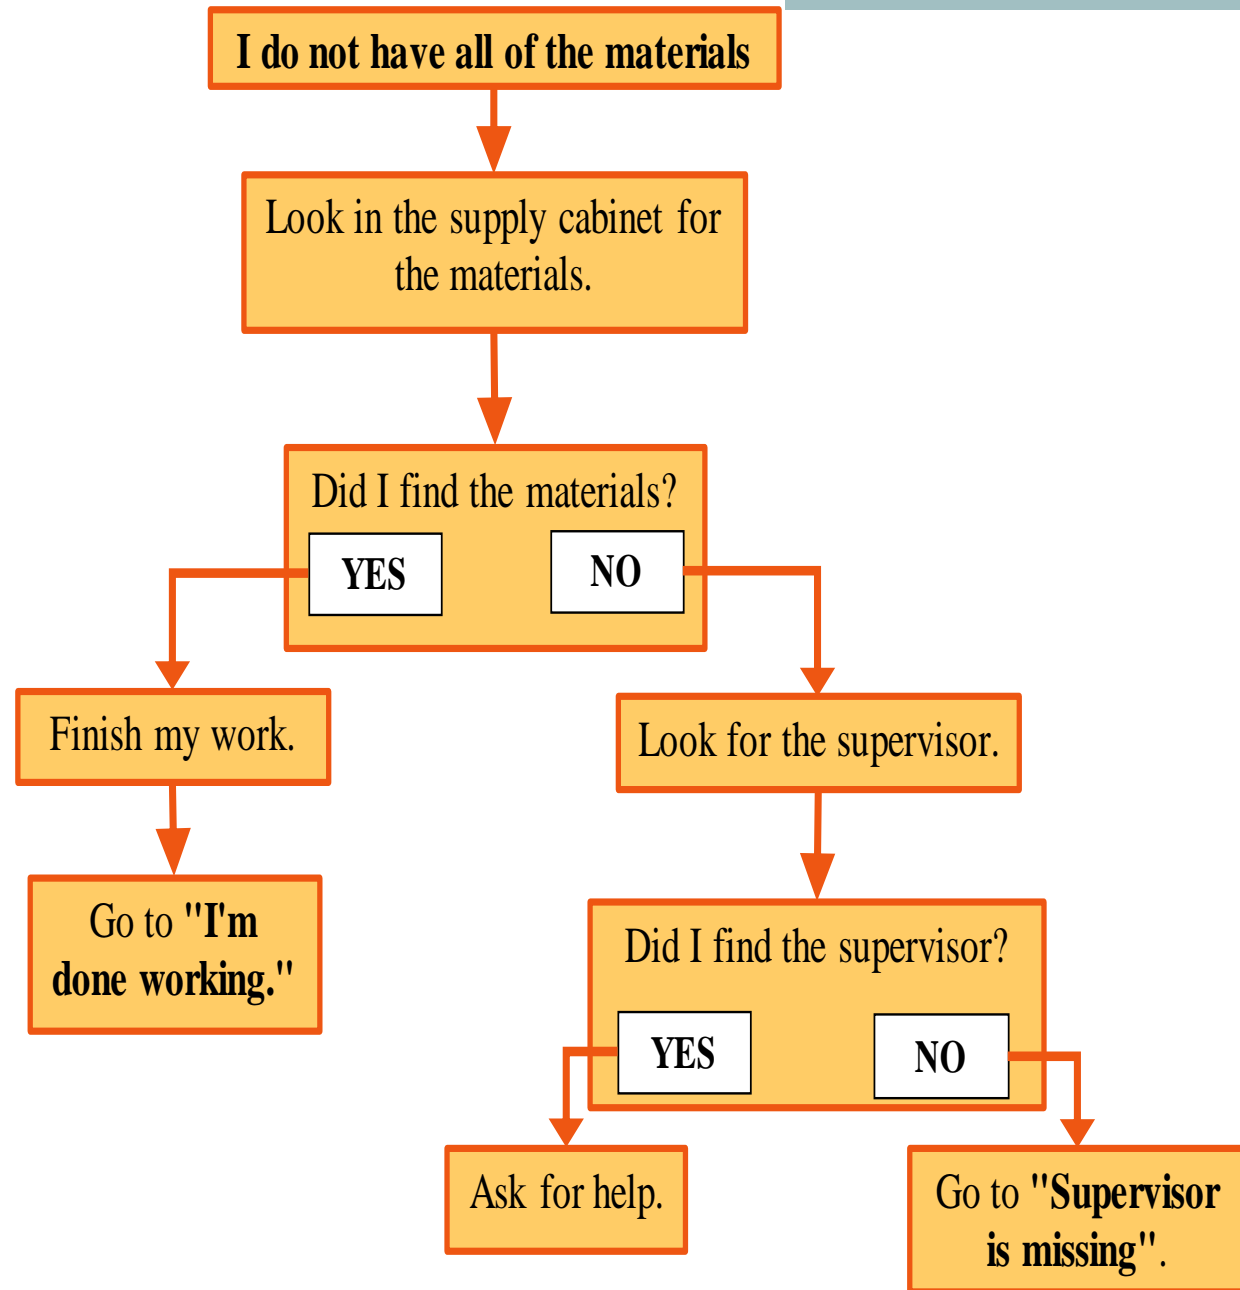 I do not have all of the materials
Look in the supply cabinet for
the materials.
Did I find the materials?
YES
NO
Finish my work.
Look for the supervisor.
Go to "I'm
done working."
Did I find the supervisor?
YES
NO
Ask for help.
Go to "Supervisor
is missing".